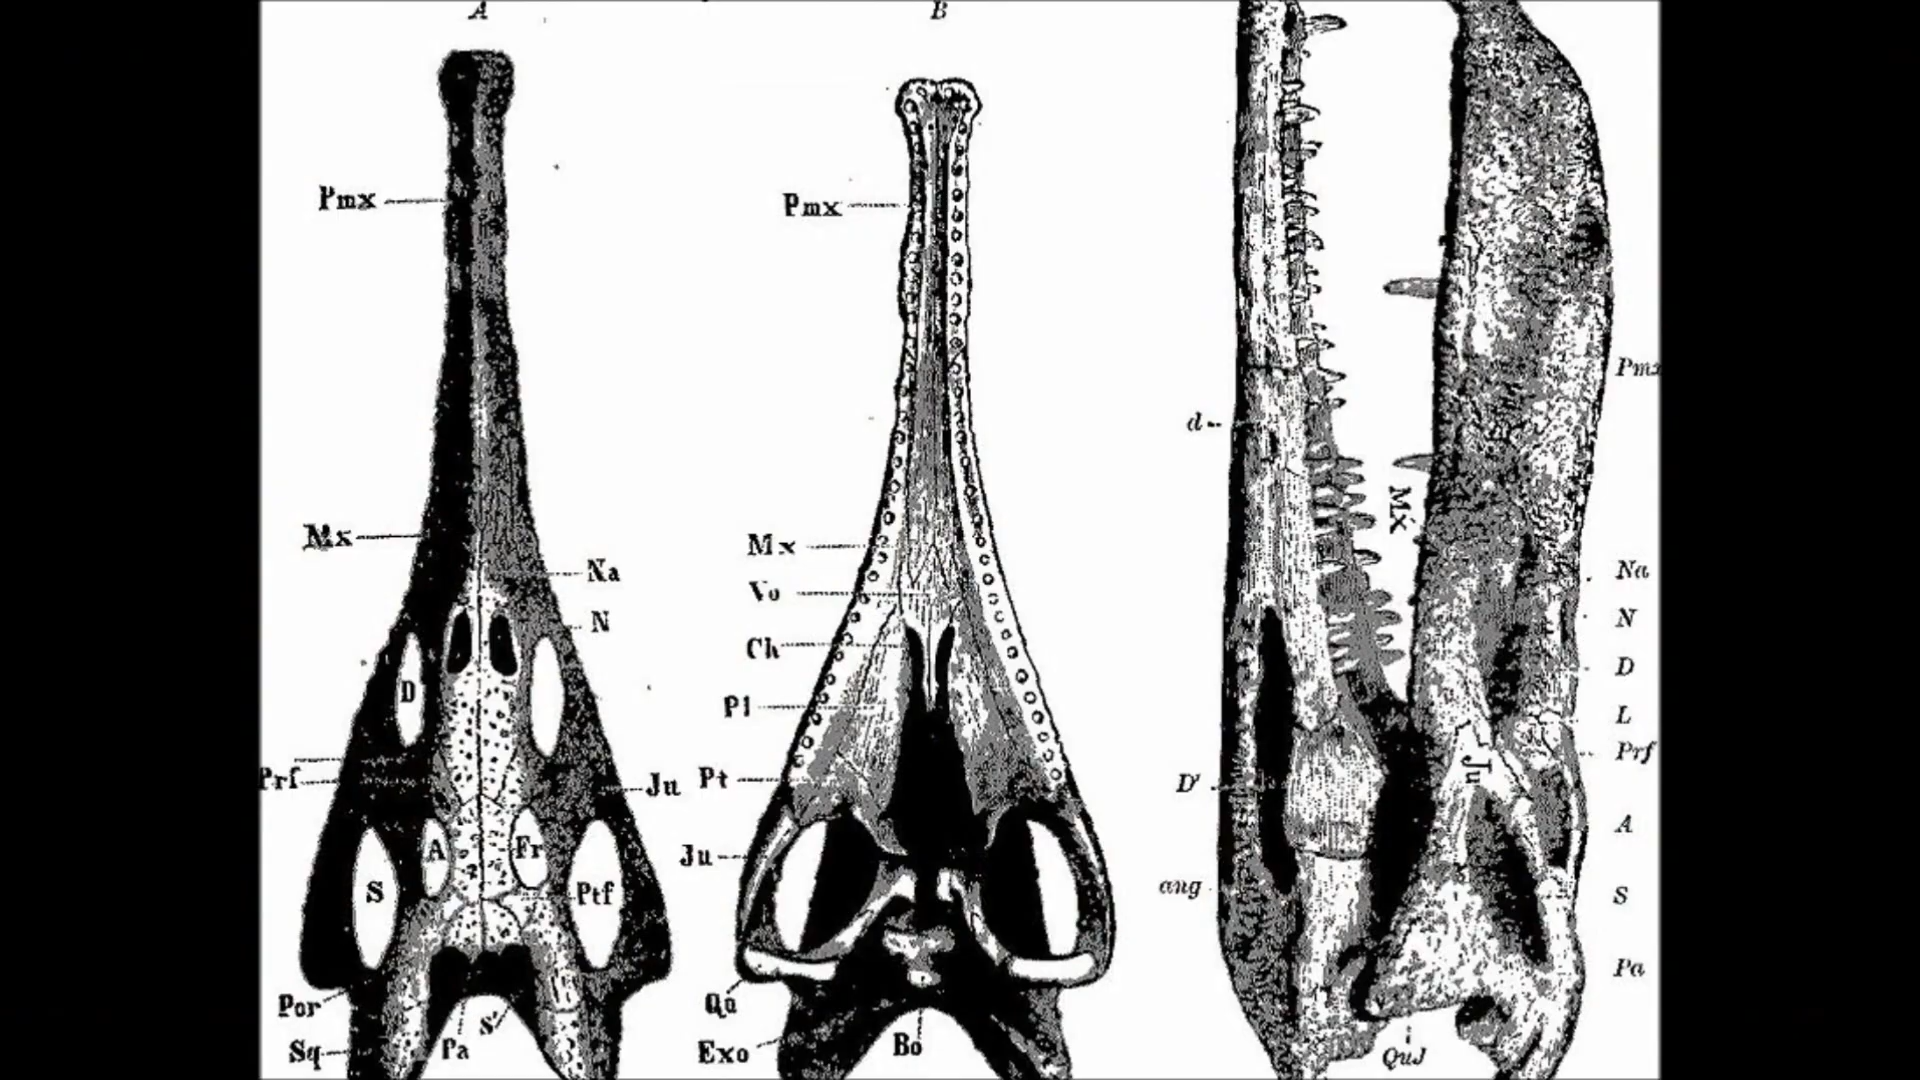 A
Pmx
Mx
Na
N
D
Prf
Ju
A
Fr
S
Ptf
Por
S'
Sq
Pa
B
Pmx
Mx
Vo
Ch
Pl
Pt
Ju
Qu
Exo
Bo
d
Mx
Na
N
D
L
Prf
Ju
D'
A
ang
S
Pa
QuJ